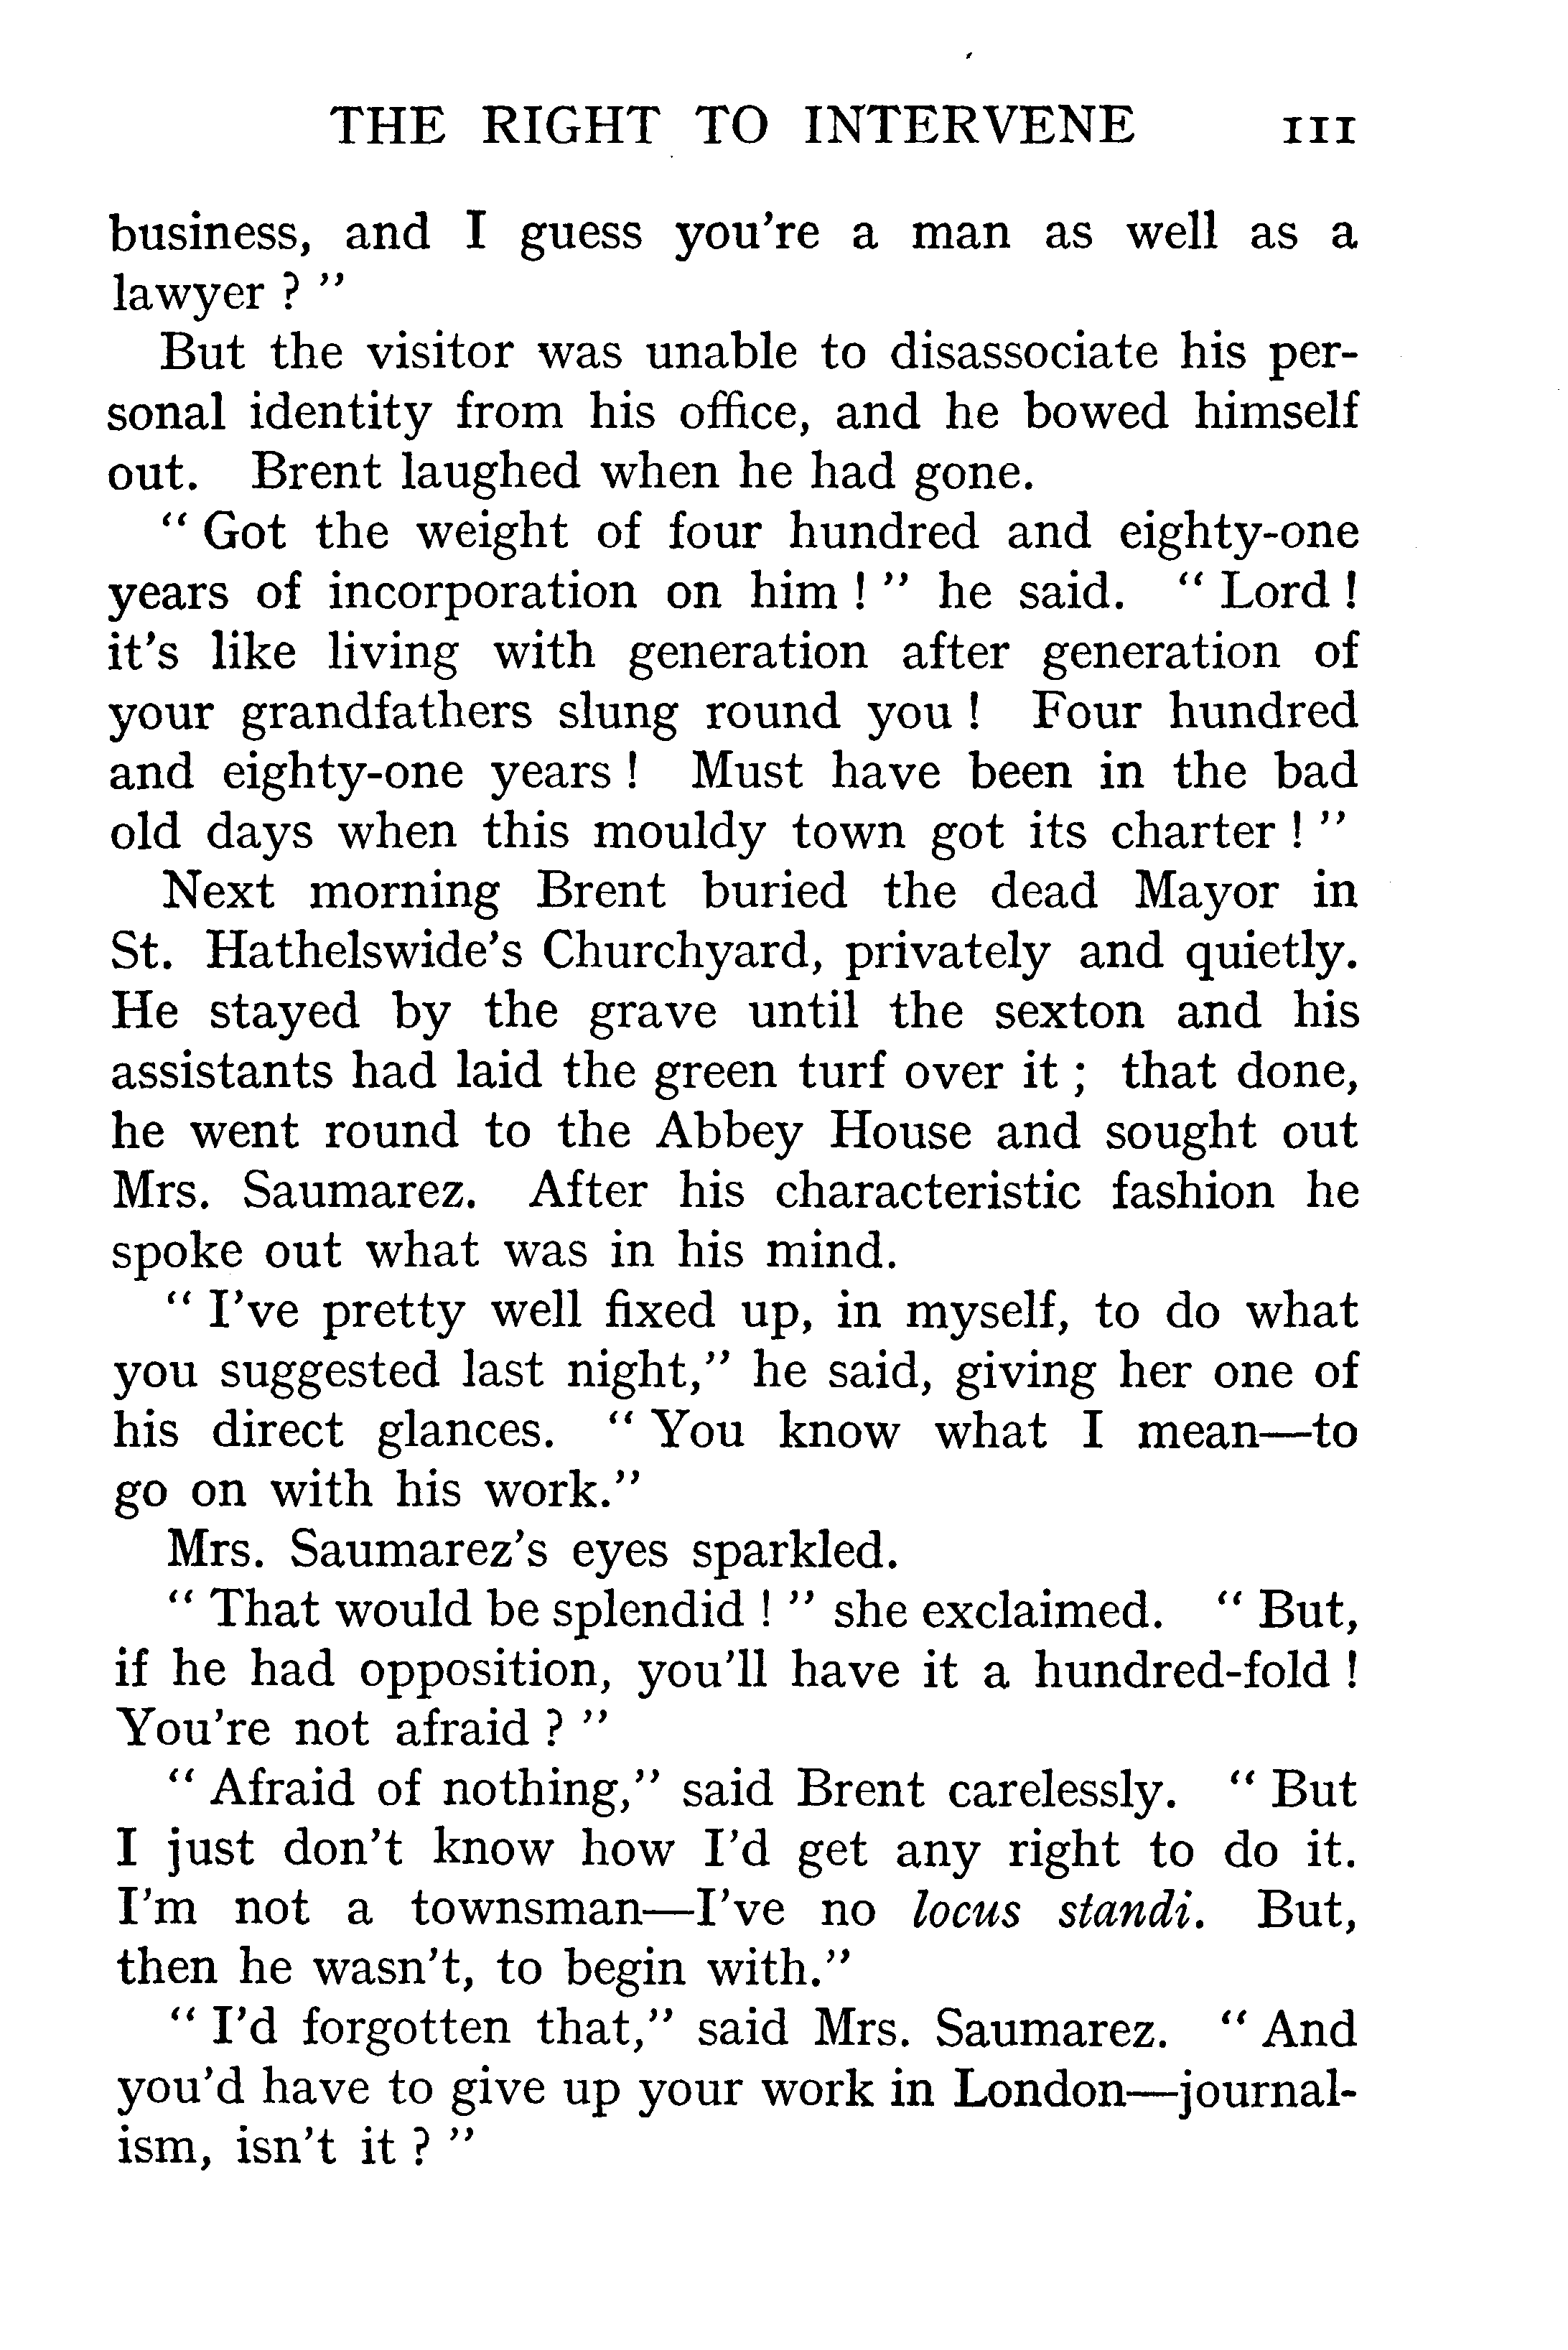 THE RIGHT TO INTERVENE 111
business, and I guess you're a man as well as a
lawyer ? ”
But the visitor was unable to disassociate his per-
sonal identity from his office, and he bowed himself
out. Brent laughed when he had gone.
“ Got the weight of four hundred and eighty-one
years of incorporation on him ! ” he said. “ Lord !
it's like living with generation after generation of
your grandfathers slung round you ! Four hundred
and eighty-one years ! Must have been in the bad
old days when this mouldy town got its charter ! ”
Next morning Brent buried the dead Mayor in
St. Hathelswide's Churchyard, privately and quietly.
He stayed by the grave until the sexton and his
assistants had laid the green turf over it ; that done,
he went round to the Abbey House and sought out
Mrs. Saumarez. After his characteristic fashion he
spoke out what was in his mind.
“ I've pretty well fixed up, in myself, to do what
you suggested last night,” he said, giving her one of
his direct glances. “ You know what I mean—to
go on with his work.”
Mrs. Saumarez's eyes sparkled.
“ That would be splendid ! ” she exclaimed. “ But,
if he had opposition, you'll have it a hundred-fold !
You're not afraid ? ”
“ Afraid of nothing,” said Brent carelessly. “ But
I just don't know how I'd get any right to do it.
I'm not a townsman—I've no locus standi. But,
then he wasn't, to begin with.”
“ I'd forgotten that,” said Mrs. Saumarez. “ And
you'd have to give up your work in London—journal-
ism, isn't it ? ”